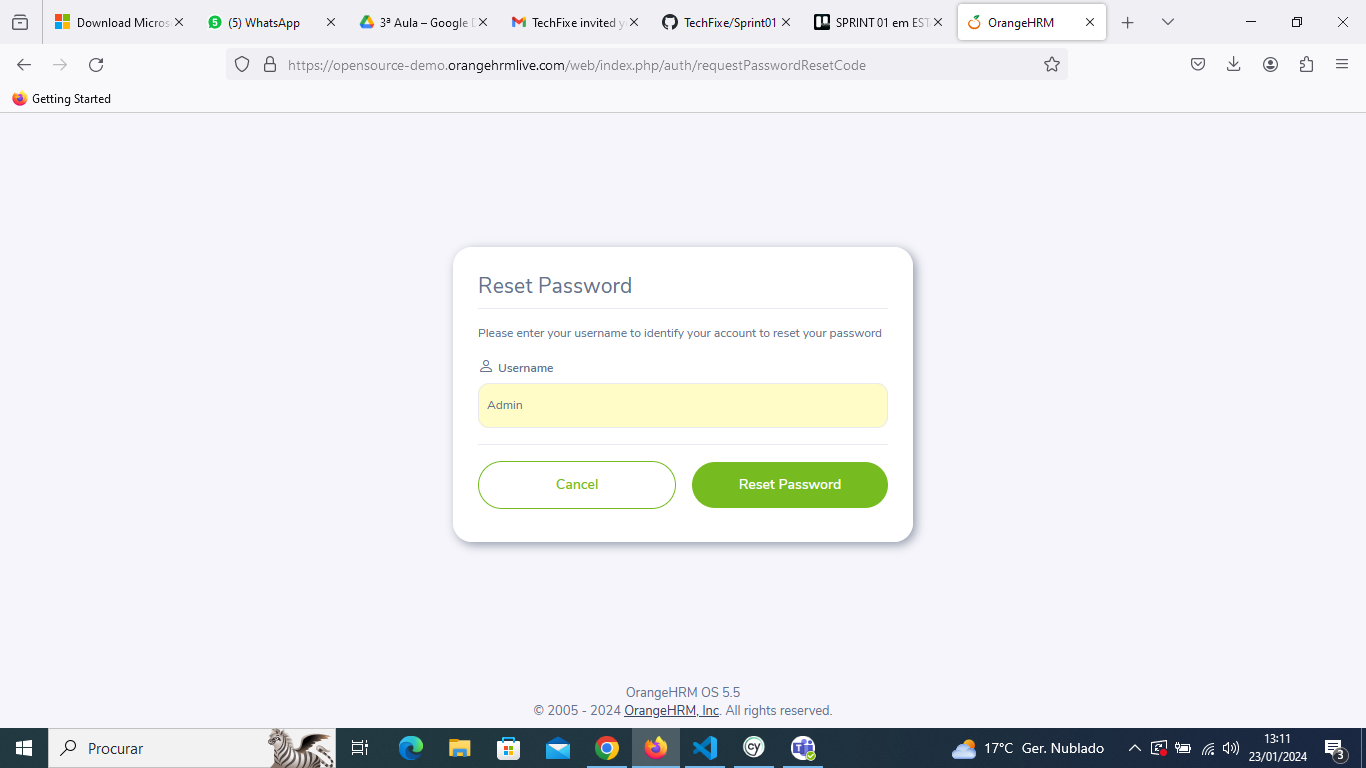 Download Micros
(5) WhatsApp
3ª Aula – Google D
TechFixe invited y
TechFixe/Sprint01
SPRINT 01 em EST
OrangeHRM
https://opensource-demo.orangehrmlive.com/web/index.php/auth/requestPasswordResetCode
Getting Started
Reset Password
Please enter your username to identify your account to reset your password
Username
Admin
Cancel
Reset Password
OrangeHRM OS 5.5
© 2005 - 2024 OrangeHRM, Inc. All rights reserved.
Procurar
cy
17°C Ger. Nublado
13:11
23/01/2024
3